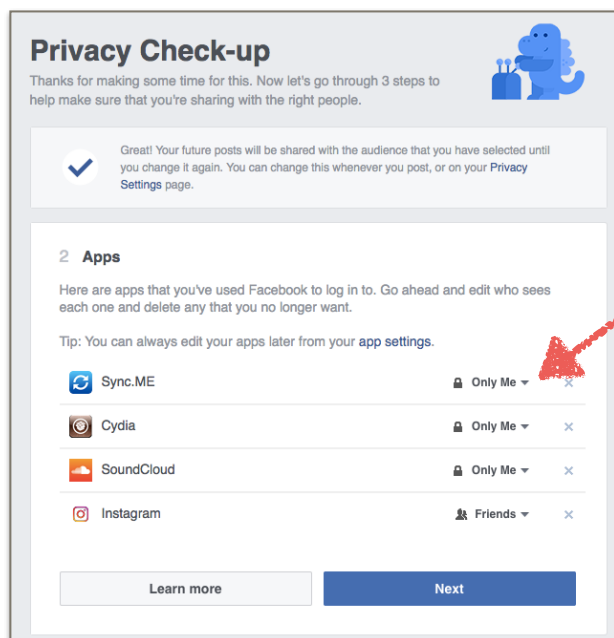 Privacy Check-up
Thanks for making some time for this. Now let's go through 3 steps to
help make sure that you're sharing with the right people.
Great! Your future posts will be shared with the audience that you have selected until
you change it again. You can change this whenever you post, or on your Privacy
Settings page.
2 Apps
Here are apps that you've used Facebook to log in to. Go ahead and edit who sees
each one and delete any that you no longer want.
Tip: You can always edit your apps later from your app settings.
Sync.ME Only Me
Cydia Only Me
SoundCloud Only Me
Instagram Friends
Learn more Next